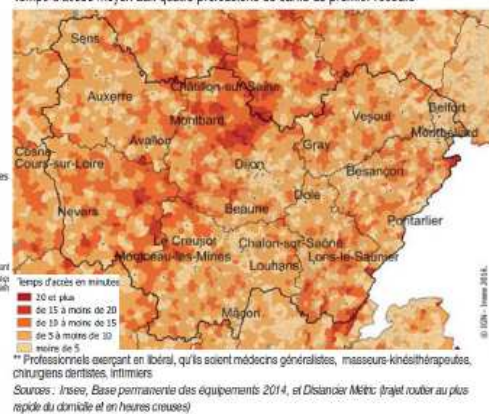 Temps d'accès moyen aux quatre professions de santé de premier recours
Sens
Auxerre
Châtillon-sur-Seine
Montbard
Avallon
Belfort
Vesoul
Montbéliard
Gray
Cosne-
Cours-sur-Loire
Dijon
Besançon
Dole
Nevers
Beaune
Pontarlier
Le Creusot
Chalon-sur-Saône
Montceau-les-Mines
Louhans
Lons-le-Saunier
Mâcon
Temps d'accès en minutes
20 et plus
de 15 à moins de 20
de 10 à moins de 15
de 5 à moins de 10
moins de 5
© IGN - Insee 2014.
** Professionnels exerçant en libéral, qu'ils soient médecins généralistes, masseurs-kinésithérapeutes,
chirurgiens dentistes, infirmiers
Sources : Insee, Base permanente des équipements 2014, et Distancier Métric (trajet routier au plus
rapide du domicile et en heures creuses)